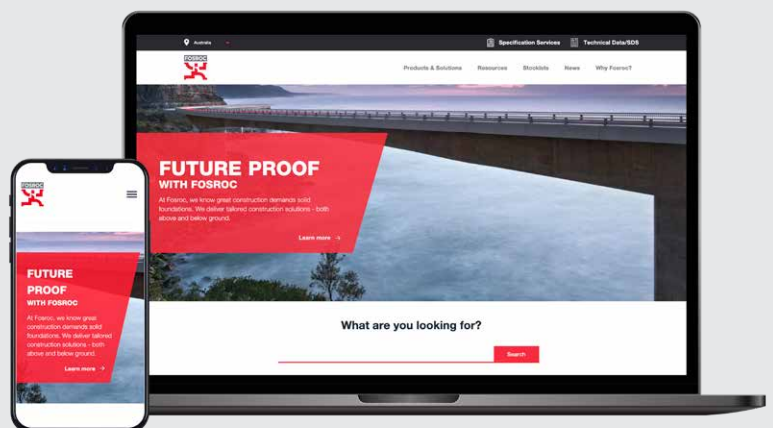 Australia
Specification Services
Technical Data/SDS
FOSROC
Products & Solutions
Resources
Stockists
News
Why Fosroc?
FUTURE PROOF
WITH FOSROC
At Fosroc, we know great construction demands solid
foundations. We deliver tailored construction solutions - both
above and below ground.
Learn more
What are you looking for?
Search
FOSROC
FUTURE
PROOF
WITH FOSROC
At Fosroc, we know great
construction demands solid
foundations. We deliver tailored
construction solutions - both
above and below ground.
Learn more